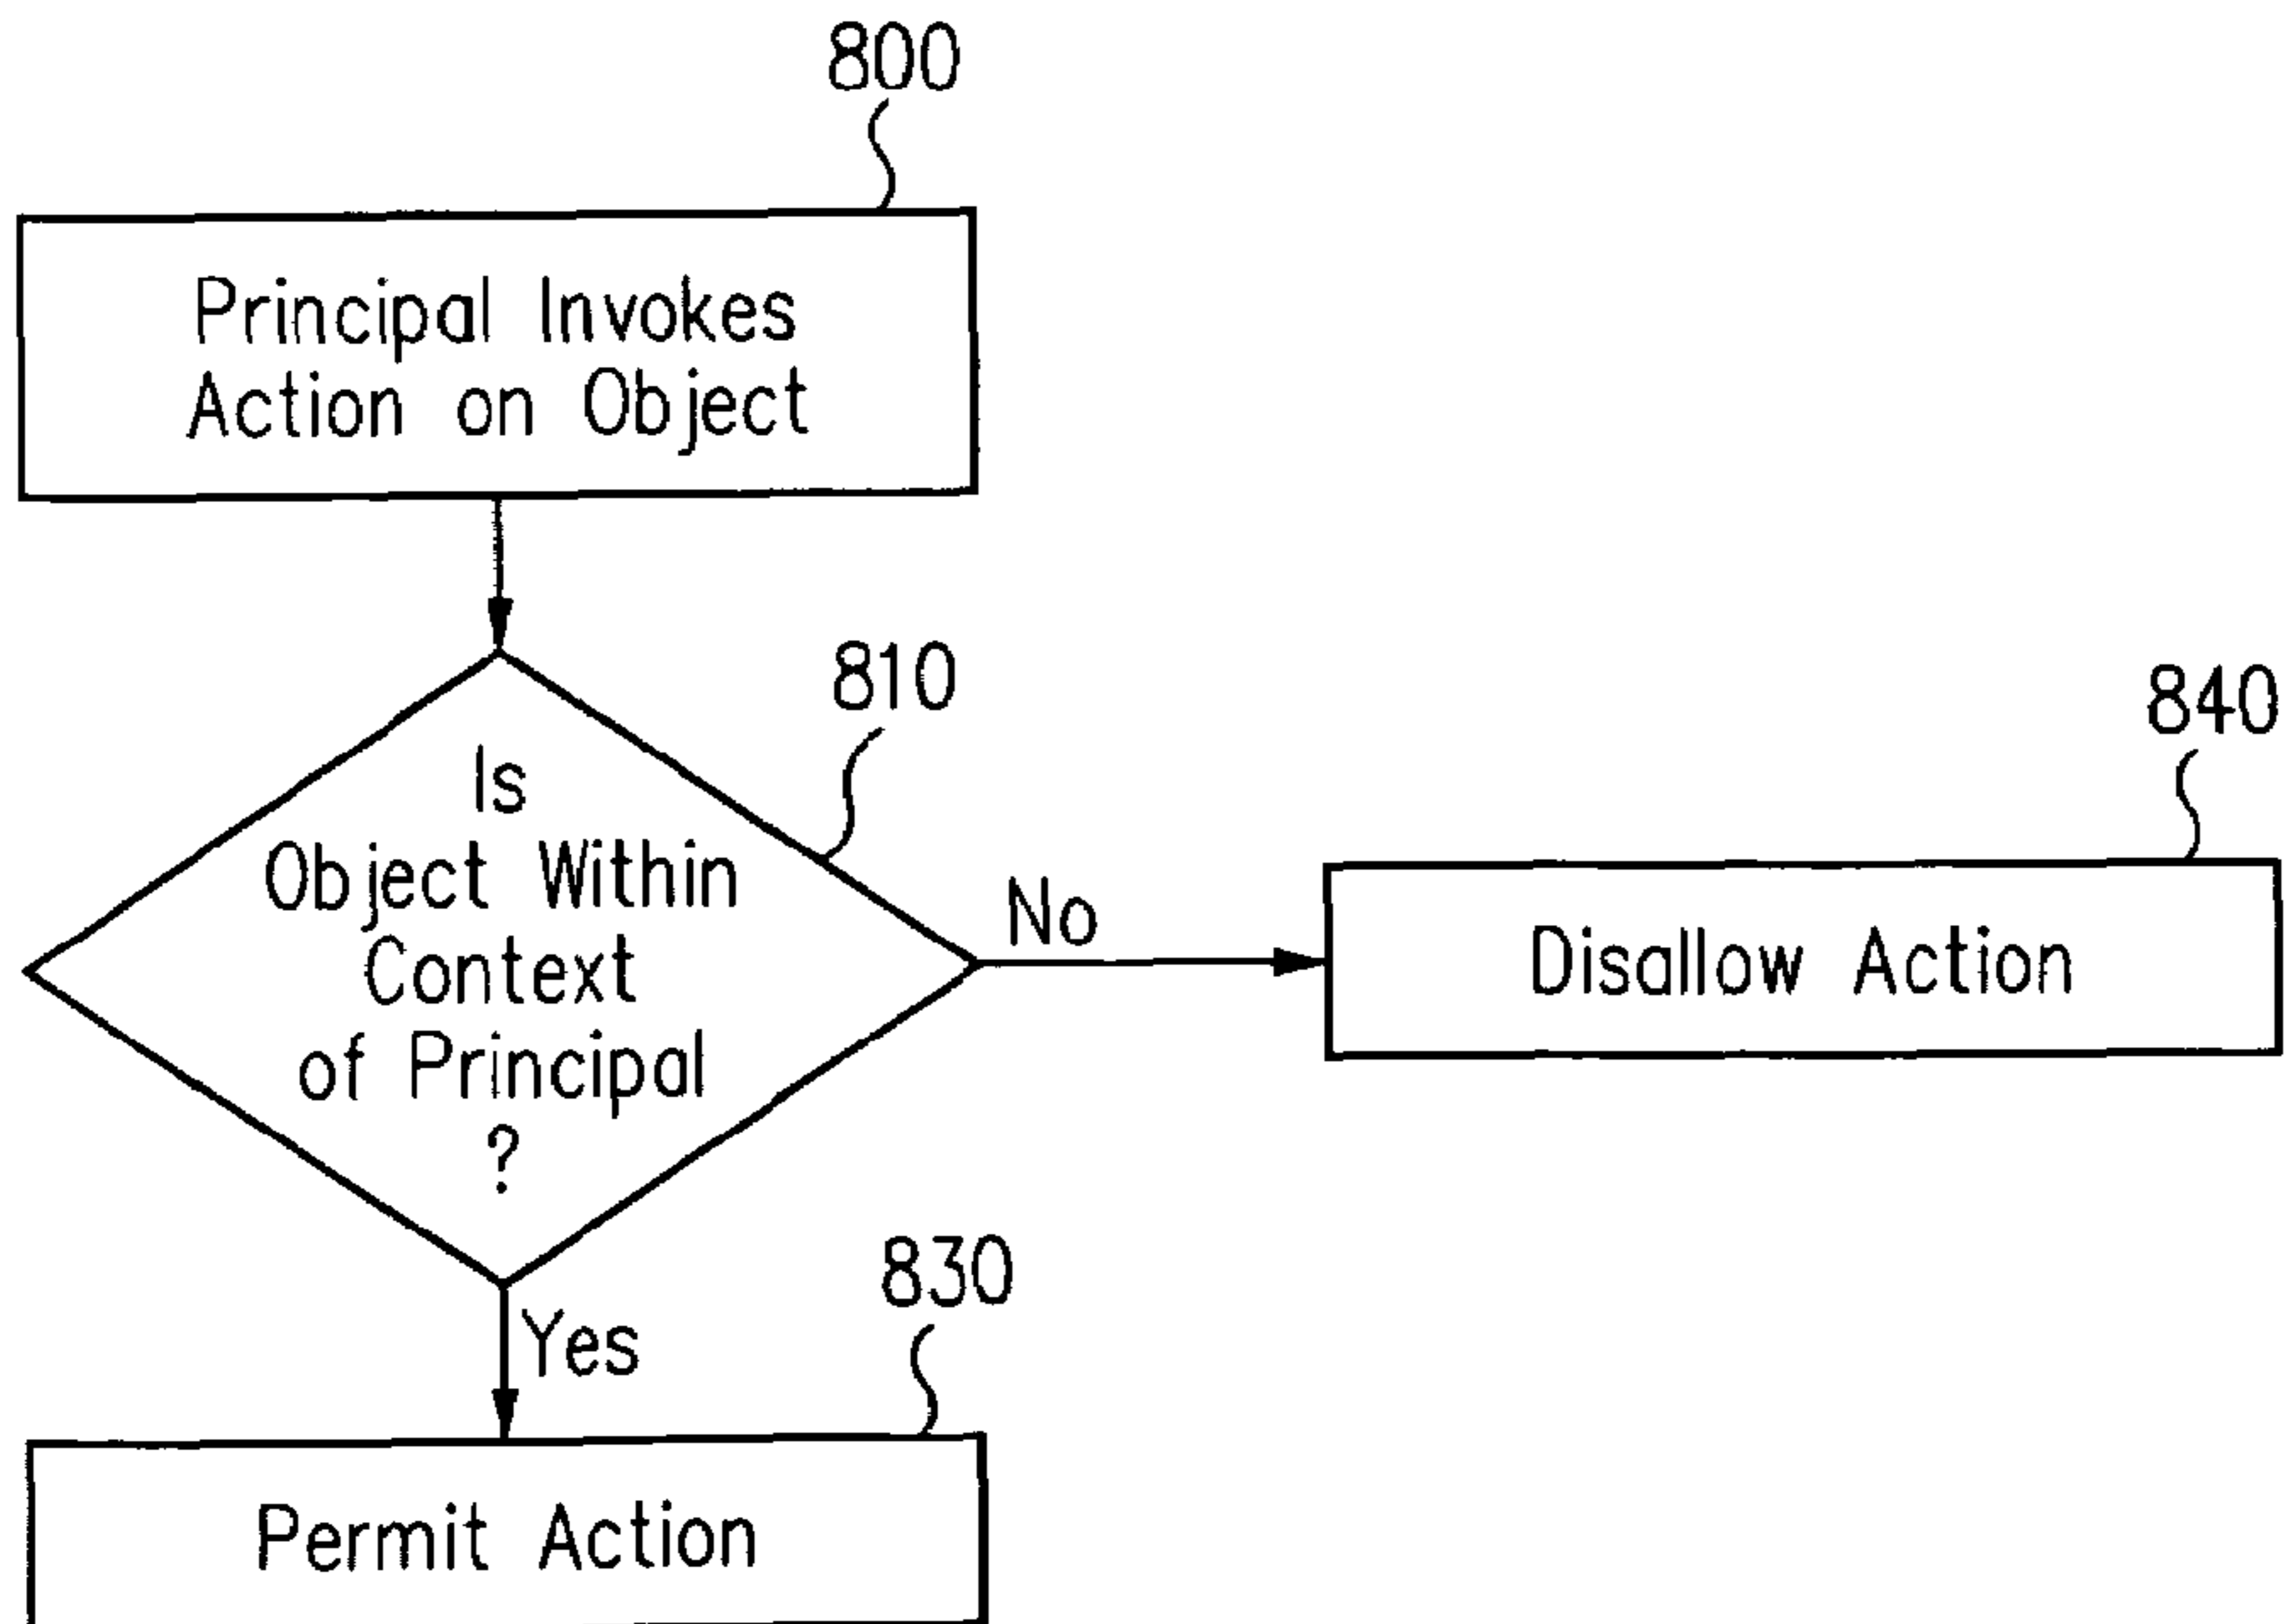 800
Principal Invokes
Action on Object
810
Is
Object Within
Context
of Principal
?
No
840
Disallow Action
Yes
830
Permit Action